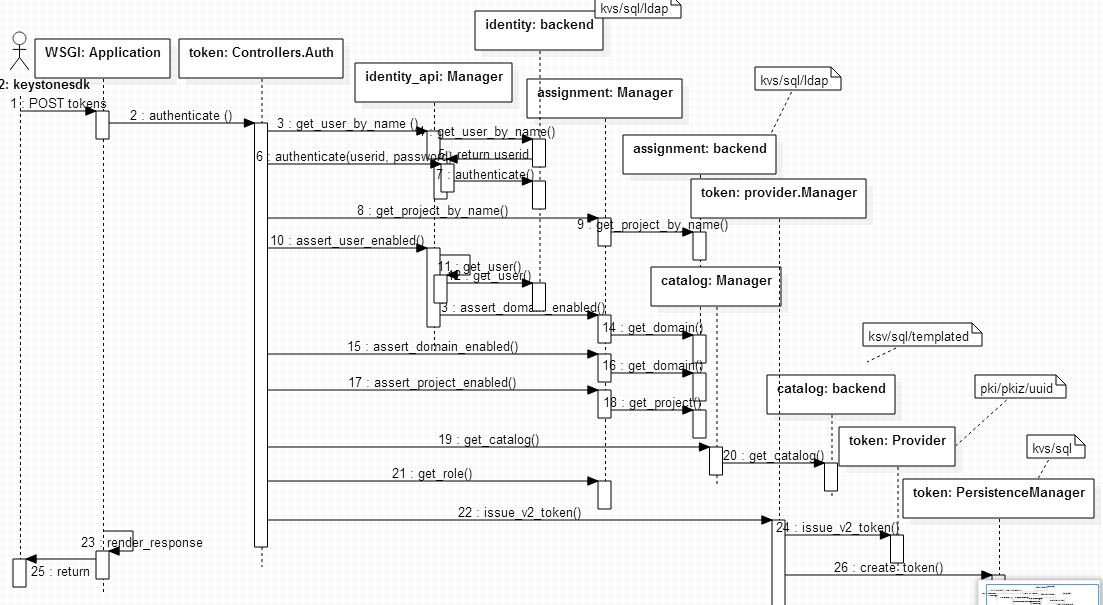 kvs/sql/ldap
identity: backend
WSGI: Application
token: Controllers.Auth
identity_api: Manager
kvs/sql/ldap
2: keystonesdk
assignment: Manager
1 : POST tokens
2 : authenticate ()
3 : get_user_by_name ()
get_user_by_name()
assignment: backend
6 : authenticate(userid, password)
return userid
7 : authenticate()
token: provider.Manager
8 : get_project_by_name()
9 : get_project_by_name()
10 : assert_user_enabled()
11 : get_user()
12 : get_user()
catalog: Manager
3 : assert_domain_enabled()
14 : get_domain()
ksv/sql/templated
15 : assert_domain_enabled()
16 : get_domain()
17 : assert_project_enabled()
catalog: backend
pki/pkiz/uuid
18 : get_project()
19 : get_catalog()
token: Provider
kvs/sql
20 : get_catalog()
21 : get_role()
token: PersistenceManager
22 : issue_v2_token()
24 : issue_v2_token()
23 : render_response
25 : return
26 : create_token()